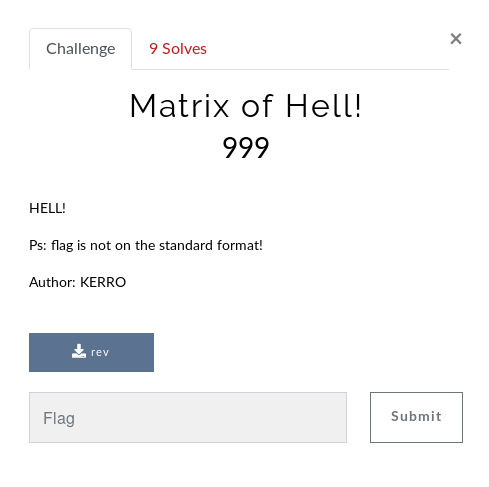 Challenge
9 Solves
×
Matrix of Hell!
999
HELL!
Ps: flag is not on the standard format!
Author: KERRO
rev
Flag
Submit